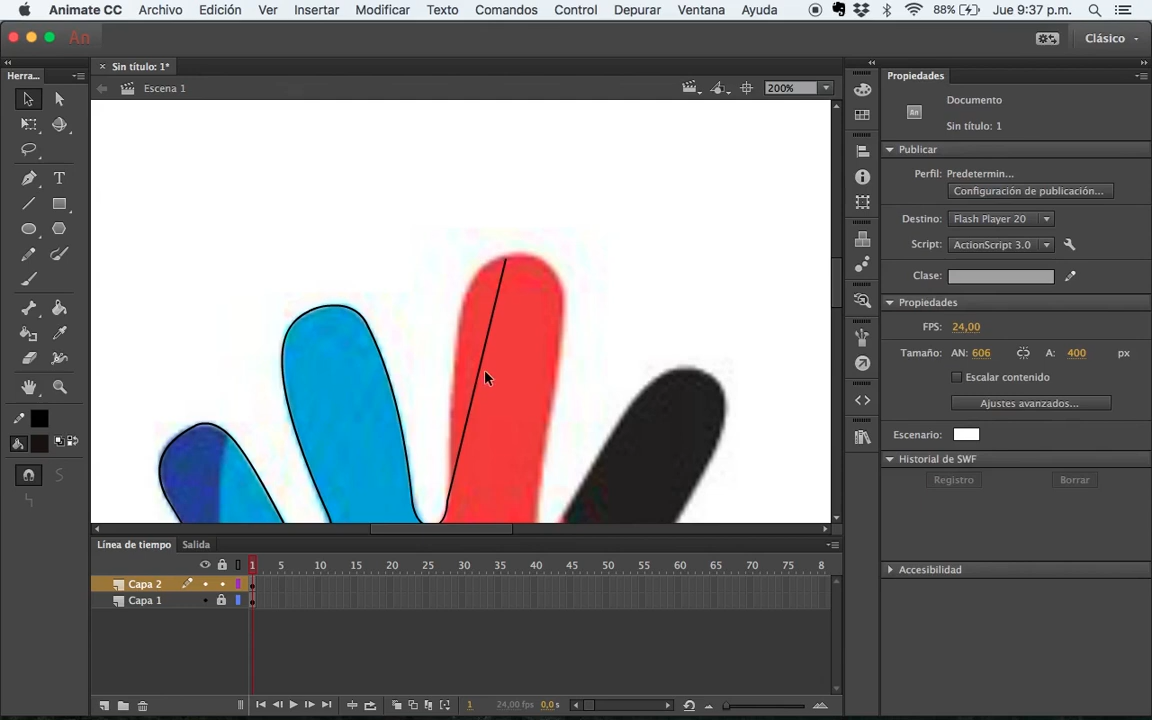 Animate CC Archivo Edición Ver Insertar Modificar Texto Comandos Control Depurar Ventana Ayuda 88% Jue 9:37 p.m.
An Clásico
Herra... Sin título: 1* Propiedades
Escena 1 200%
Documento
An Sin título: 1
Publicar
Perfil: Predetermin...
Configuración de publicación...
Destino: Flash Player 20
Script: ActionScript 3.0
Clase:
Propiedades
FPS: 24,00
Tamaño: AN: 606 A: 400 px
Escalar contenido
Ajustes avanzados...
Escenario:
Historial de SWF
Registro Borrar
Accesibilidad
Línea de tiempo Salida
1 5 10 15 20 25 30 35 40 45 50 55 60 65 70 75 8
Capa 2
Capa 1
1 24,00 fps 0,0 s